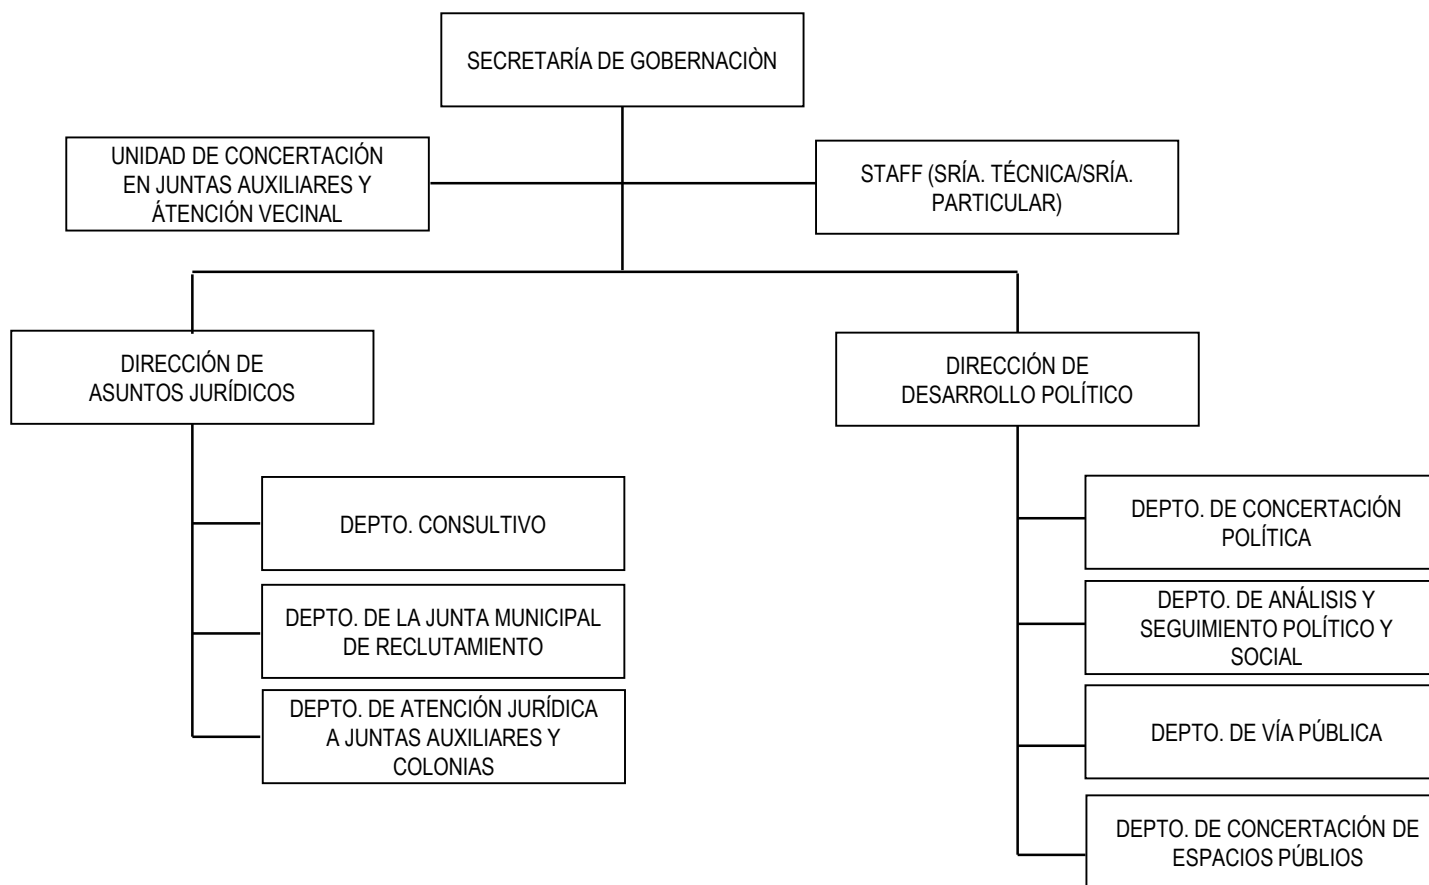 SECRETARÍA DE GOBERNACIÒN
UNIDAD DE CONCERTACIÓN
EN JUNTAS AUXILIARES Y
ÁTENCIÓN VECINAL
STAFF (SRÍA. TÉCNICA/SRÍA.
PARTICULAR)
DIRECCIÓN DE
ASUNTOS JURÍDICOS
DEPTO. CONSULTIVO
DEPTO. DE LA JUNTA MUNICIPAL
DE RECLUTAMIENTO
DEPTO. DE ATENCIÓN JURÍDICA
A JUNTAS AUXILIARES Y
COLONIAS
DIRECCIÓN DE
DESARROLLO POLÍTICO
DEPTO. DE CONCERTACIÓN
POLÍTICA
DEPTO. DE ANÁLISIS Y
SEGUIMIENTO POLÍTICO Y
SOCIAL
DEPTO. DE VÍA PÚBLICA
DEPTO. DE CONCERTACIÓN DE
ESPACIOS PÚBLIOS